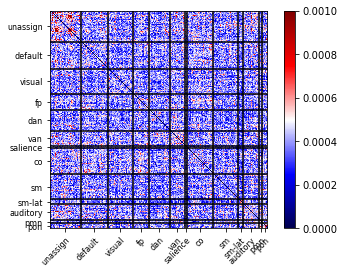 unassign
default
visual
fp
dan
van
salience
co
sm
sm-lat
auditory
pmn
pon
unassign
default
visual
fp
dan
van
salience
co
sm
sm-lat
auditory
0.0010
0.0008
0.0006
0.0004
0.0002
0.0000